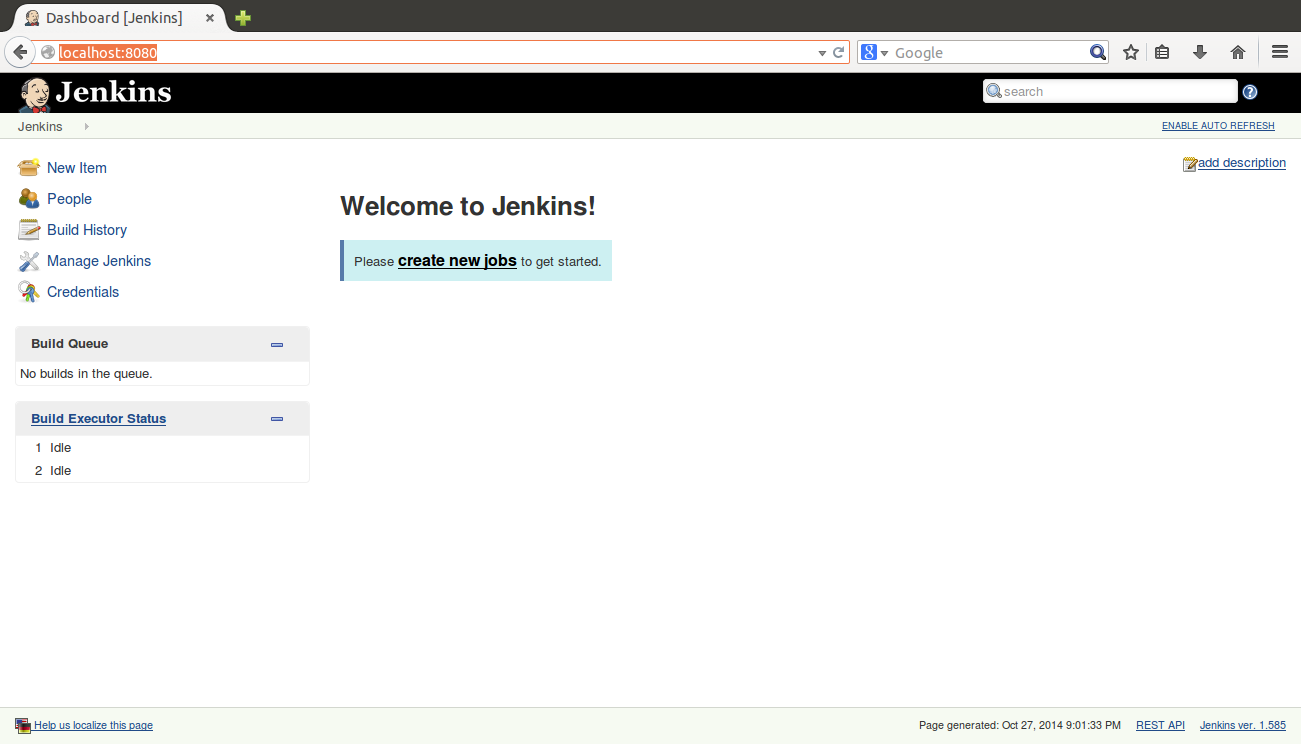 Dashboard [Jenkins]
localhost:8080
Google
Jenkins
search
Jenkins
ENABLE AUTO REFRESH
New Item
People
Build History
Manage Jenkins
Credentials
Build Queue
No builds in the queue.
Build Executor Status
1 Idle
2 Idle
add description
Welcome to Jenkins!
Please create new jobs to get started.
Help us localize this page
Page generated: Oct 27, 2014 9:01:33 PM REST API Jenkins ver. 1.585